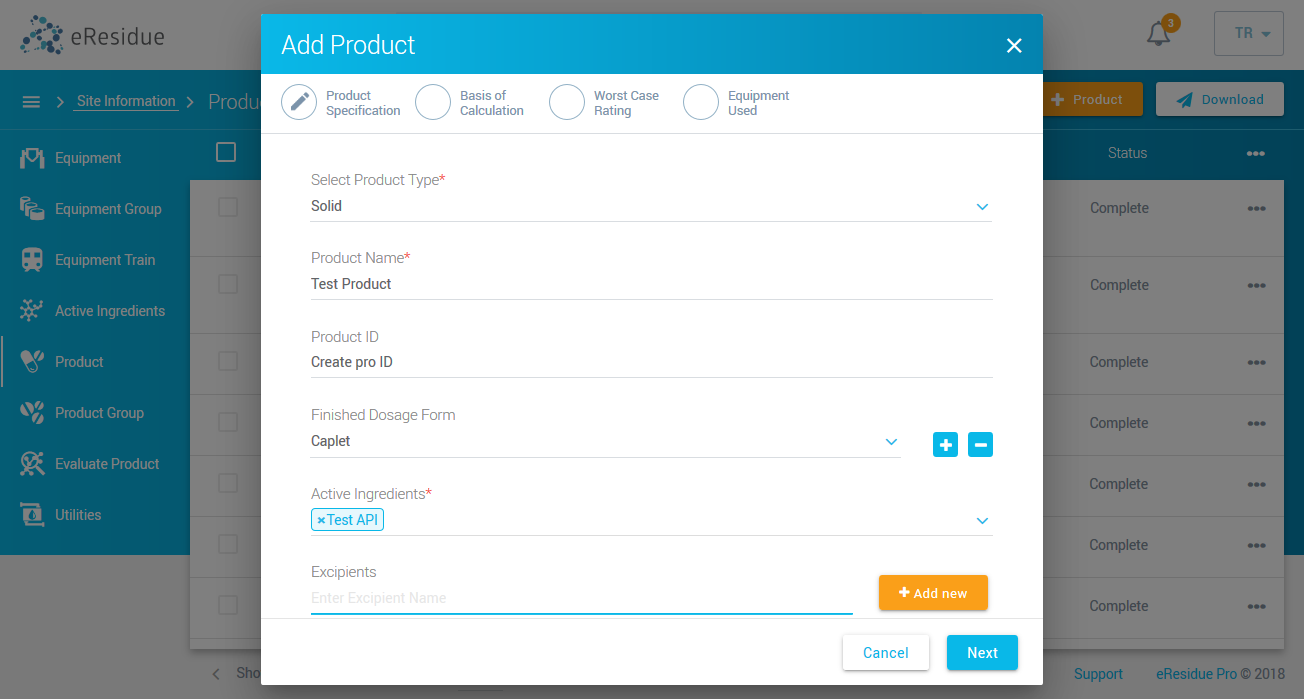 eResidue
Add Product
3
TR
Site Information
Product
Specification
Basis of
Calculation
Worst Case
Rating
Equipment
Used
Product
Download
Equipment
Equipment Group
Equipment Train
Active Ingredients
Product
Product Group
Evaluate Product
Utilities
Select Product Type*
Solid
Product Name*
Test Product
Product ID
Create pro ID
Finished Dosage Form
Caplet
Active Ingredients*
×Test API
Excipients
Enter Excipient Name
Add new
Cancel
Next
Status
Complete
Complete
Complete
Complete
Complete
Complete
Complete
Support
eResidue Pro © 2018